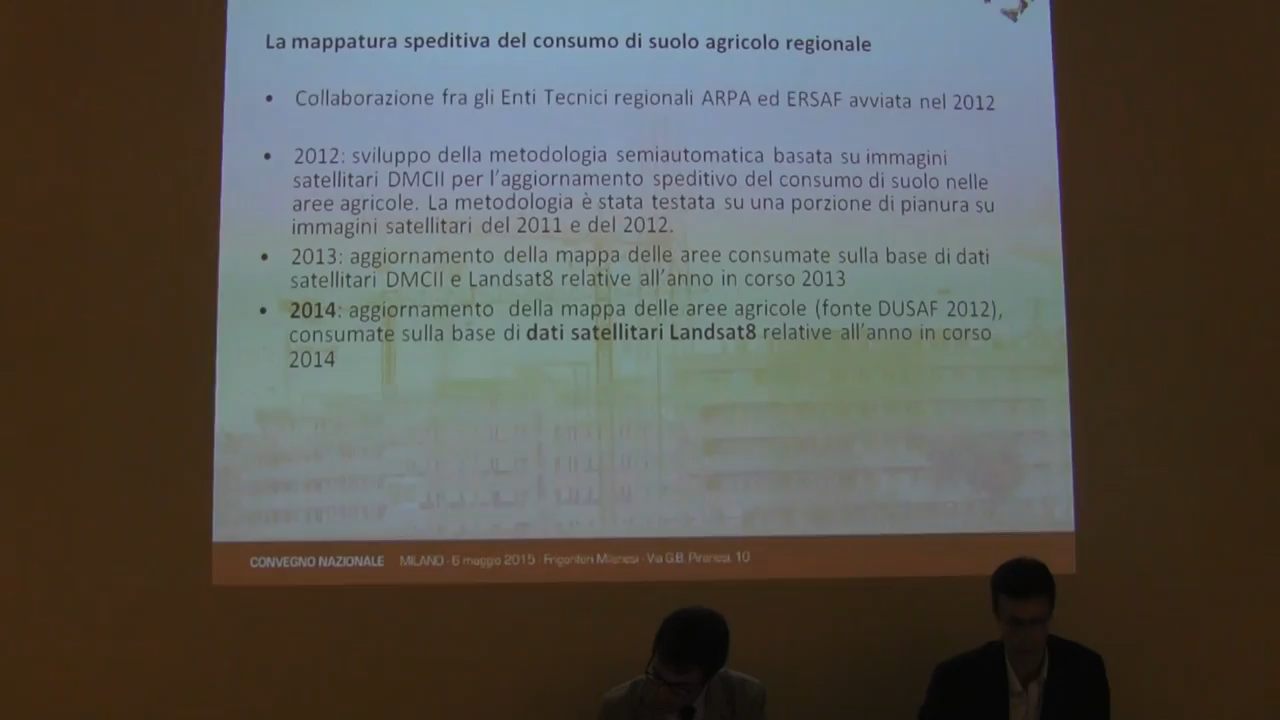 La mappatura speditiva del consumo di suolo agricolo regionale
• Collaborazione fra gli Enti Tecnici regionali ARPA ed ERSAF avviata nel 2012
• 2012: sviluppo della metodologia semiautomatica basata su immagini
satellitari DMCII per l'aggiornamento speditivo del consumo di suolo nelle
aree agricole. La metodologia è stata testata su una porzione di pianura su
immagini satellitari del 2011 e del 2012.
• 2013: aggiornamento della mappa delle aree consumate sulla base di dati
satellitari DMCII e Landsat8 relative all'anno in corso 2013
• 2014: aggiornamento della mappa delle aree agricole (fonte DUSAF 2012),
consumate sulla base di dati satellitari Landsat8 relative all'anno in corso
2014
CONVEGNO NAZIONALE MILANO · 6 maggio 2015 · Frigoriferi Milanesi · Via G.B. Piranesi, 10